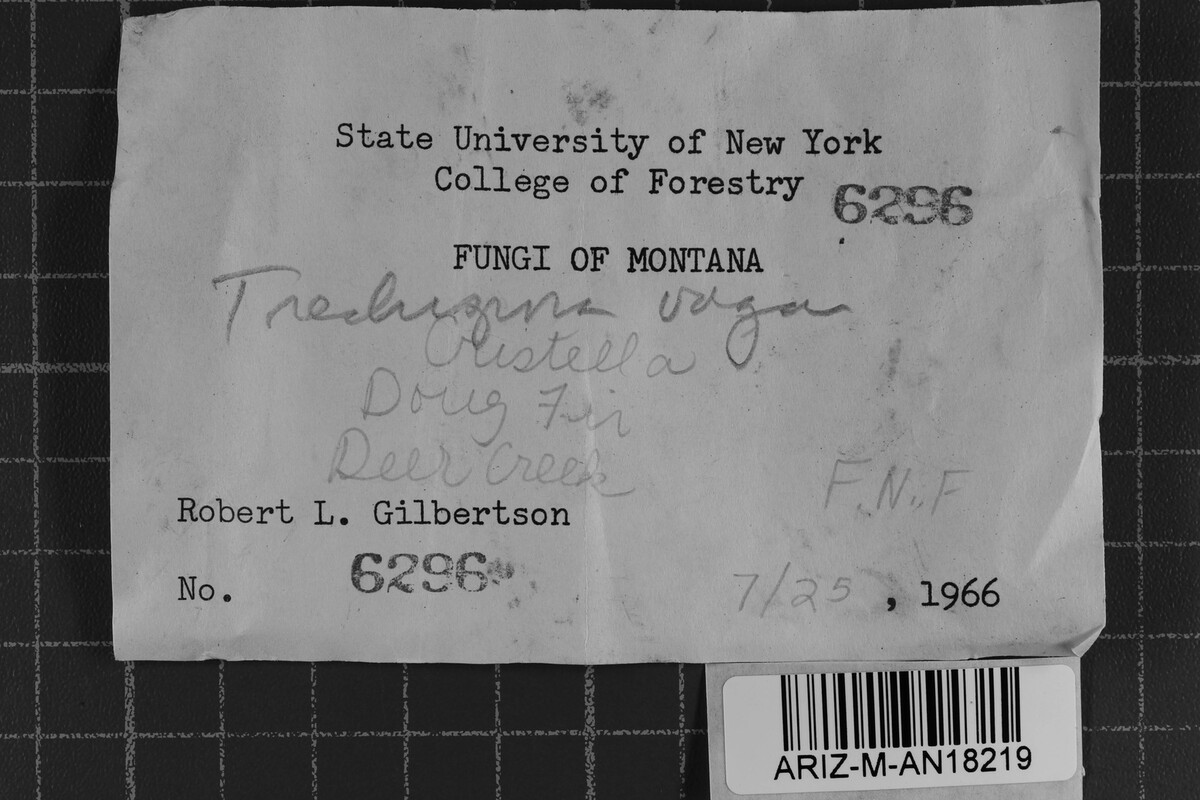 State University of New York
College of Forestry 6296
FUNGI OF MONTANA
Trechispora vaga
Cristella
Doug Fir
Deer Creek
F.N.F
Robert L. Gilbertson
No. 6296
7/25, 1966
ARIZ-M-AN18219